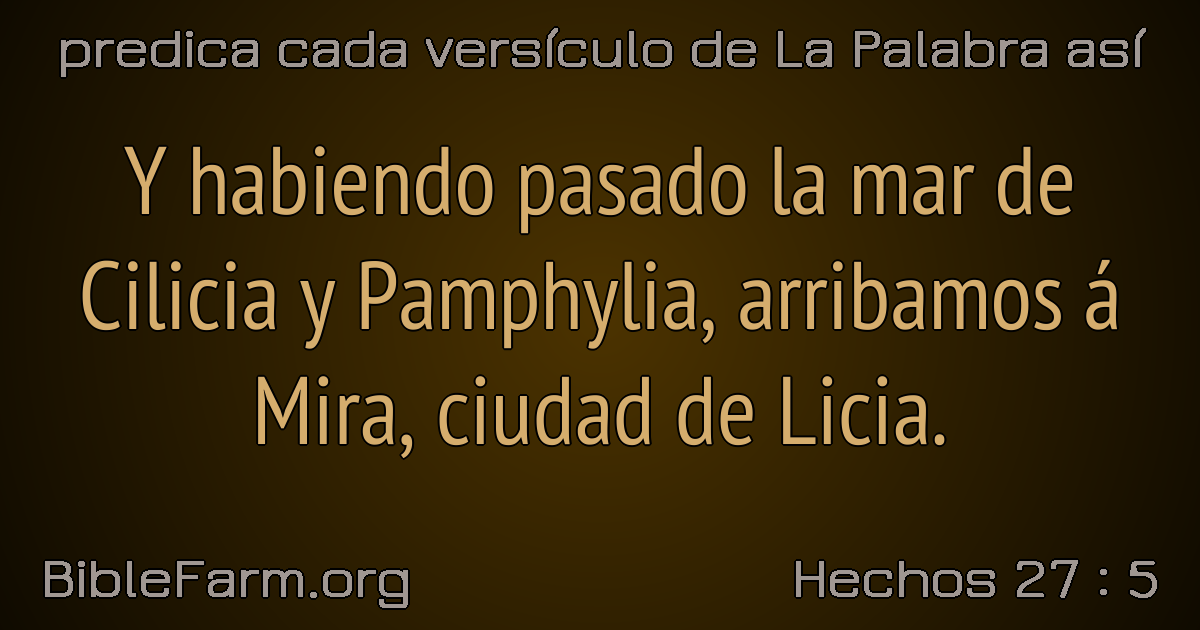 predica cada versículo de La Palabra así
Y habiendo pasado la mar de
Cilicia y Pamphylia, arribamos á
Mira, ciudad de Licia.
BibleFarm.org
Hechos 27 : 5